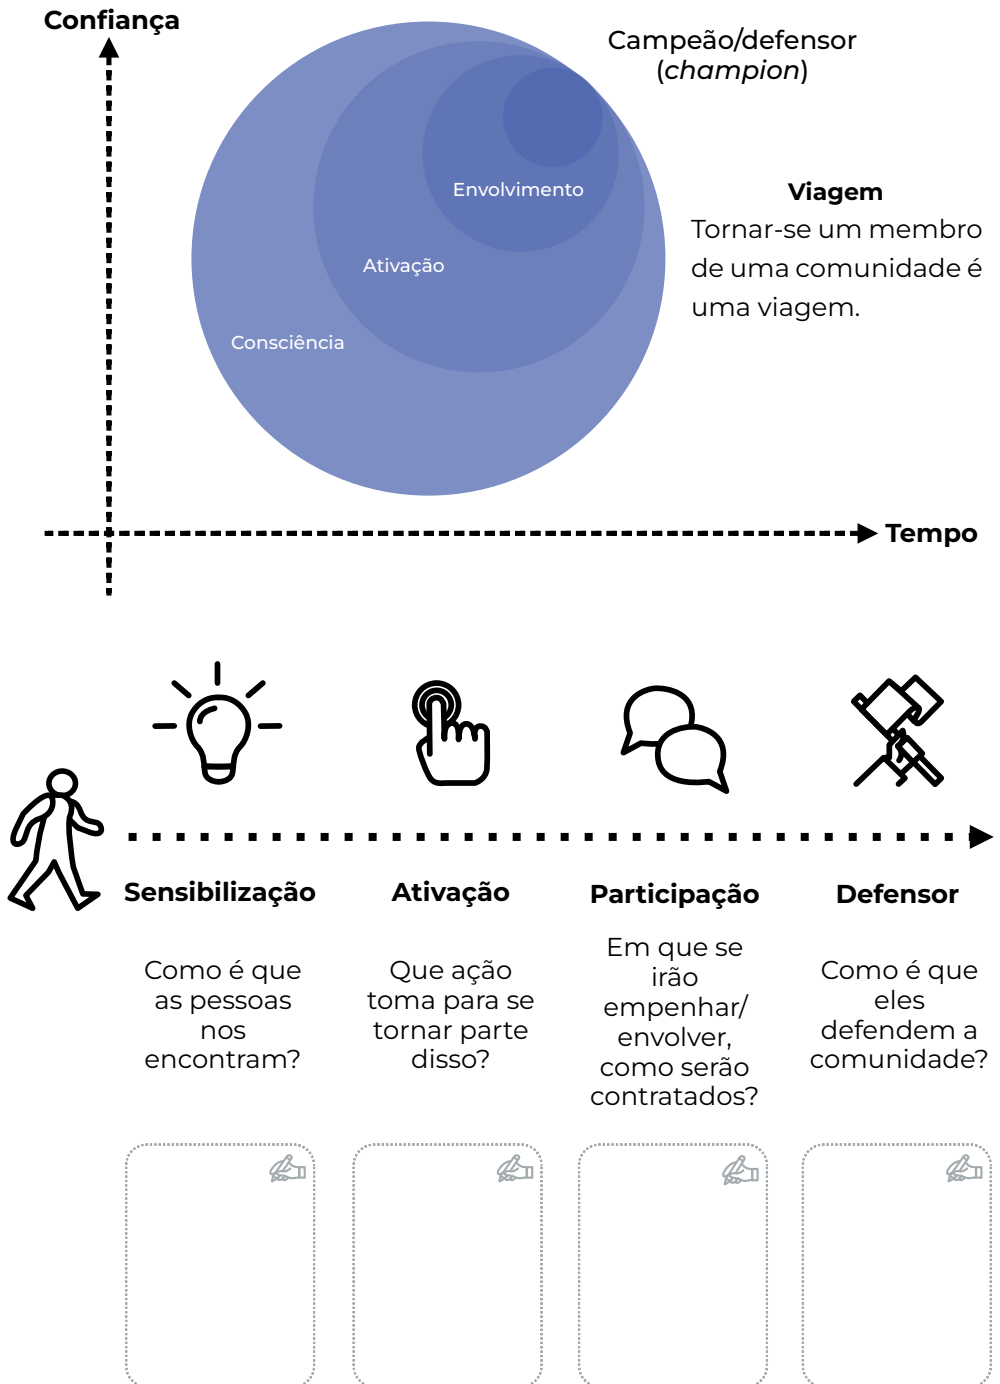 Confiança
Campeão/defensor
(champion)
Envolvimento
Ativação
Consciência
Viagem
Tornar-se um membro
de uma comunidade é
uma viagem.
Tempo
Sensibilização
Como é que
as pessoas
nos
encontram?
Ativação
Que ação
toma para se
tornar parte
disso?
Participação
Em que se
irão
empenhar/
envolver,
como serão
contratados?
Defensor
Como é que
eles
defendem a
comunidade?